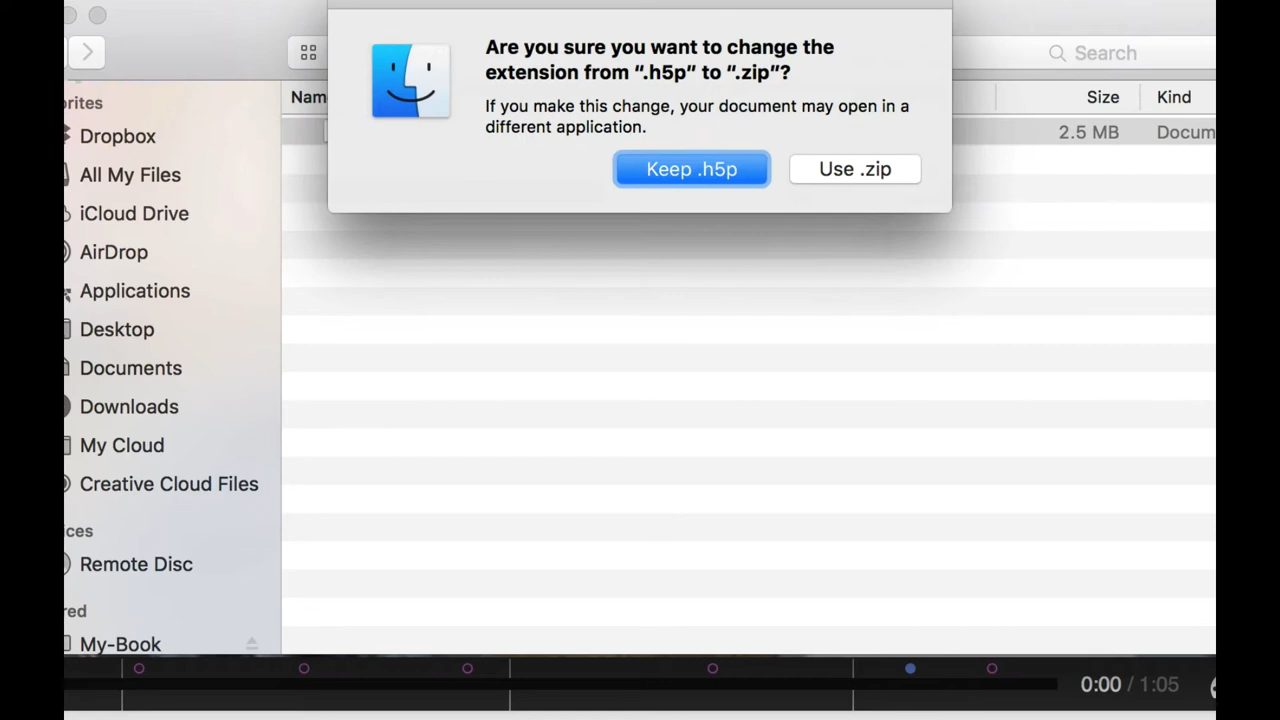 Are you sure you want to change the
extension from “.h5p” to “.zip”?
If you make this change, your document may open in a
different application.
Keep .h5p
Use .zip
Search
Nam
Size
Kind
2.5 MB
Docum
orites
Dropbox
All My Files
iCloud Drive
AirDrop
Applications
Desktop
Documents
Downloads
My Cloud
Creative Cloud Files
ices
Remote Disc
red
My-Book
0:00 / 1:05